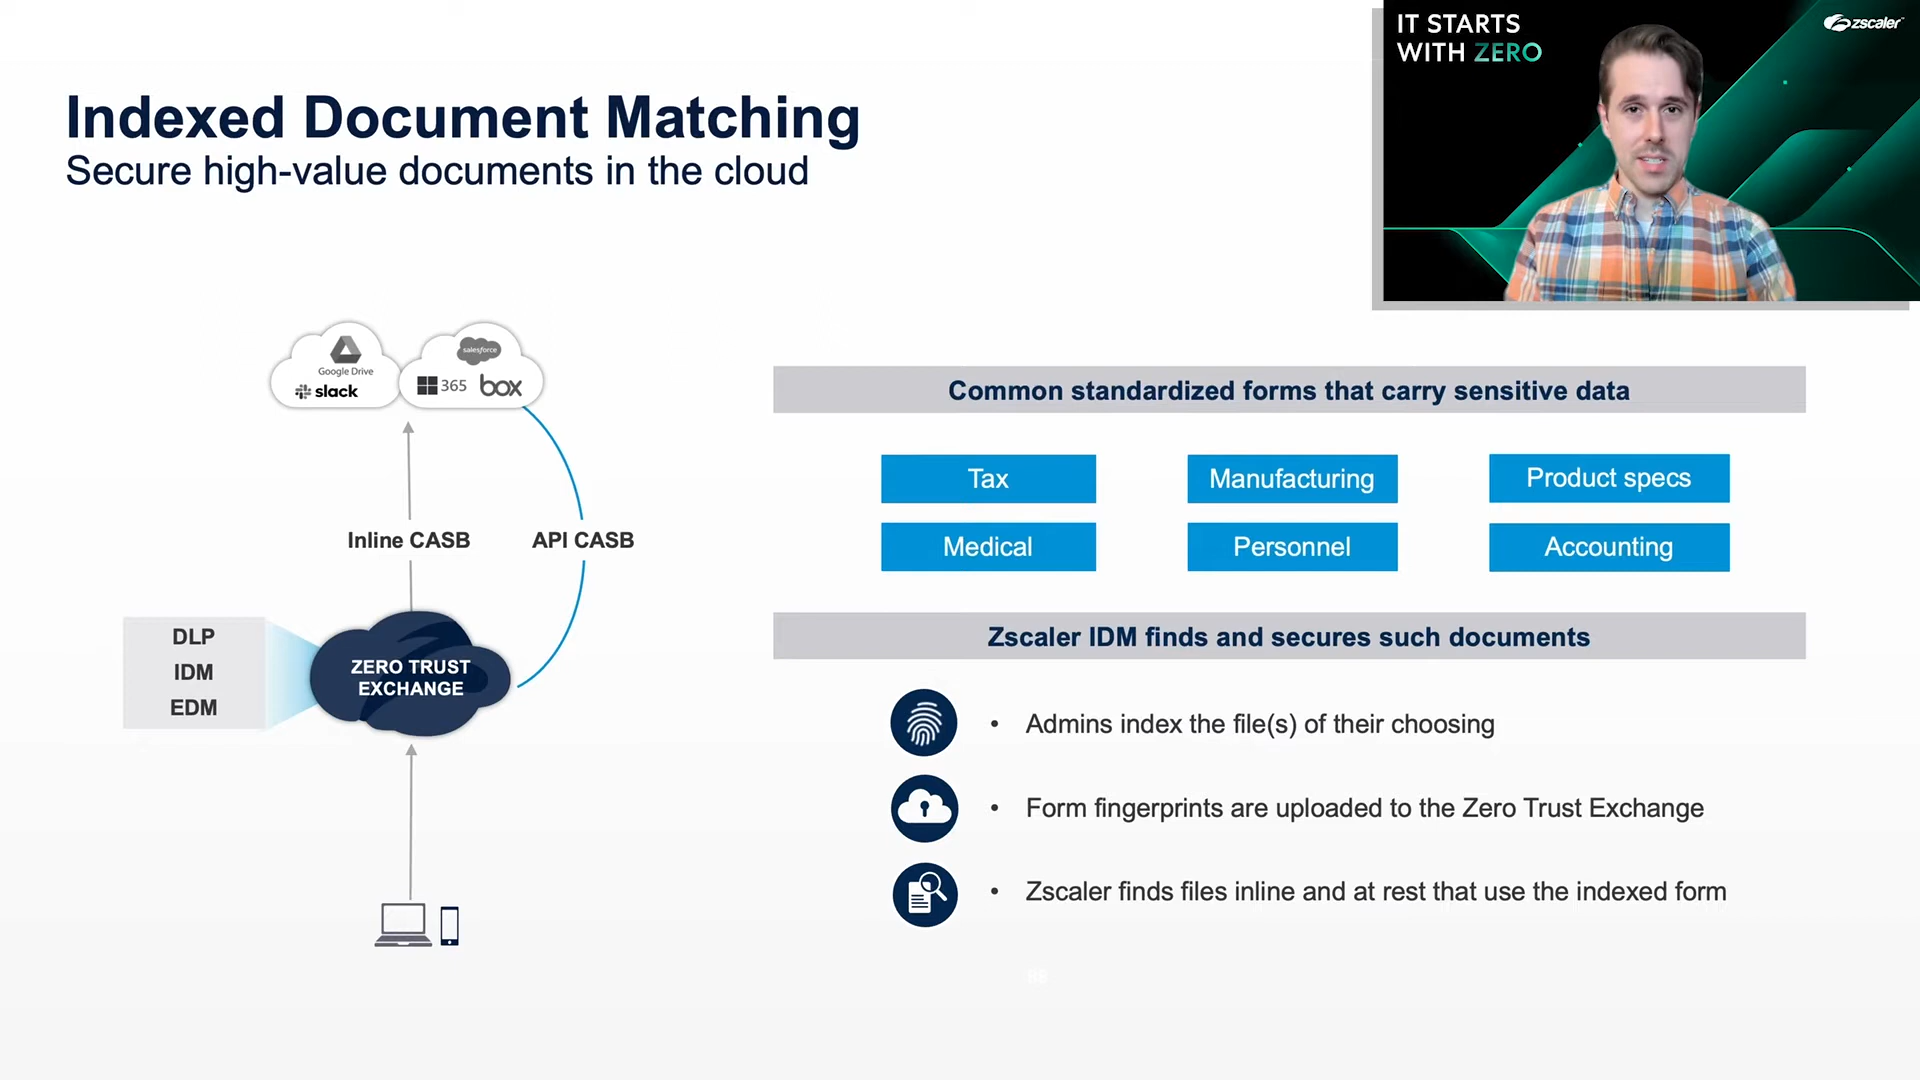 IT STARTS
WITH ZERO
zscaler
Indexed Document Matching
Secure high-value documents in the cloud
Google Drive
slack
salesforce
365
box
Inline CASB
API CASB
DLP
IDM
EDM
ZERO TRUST
EXCHANGE
Common standardized forms that carry sensitive data
Tax
Manufacturing
Product specs
Medical
Personnel
Accounting
Zscaler IDM finds and secures such documents
• Admins index the file(s) of their choosing
• Form fingerprints are uploaded to the Zero Trust Exchange
• Zscaler finds files inline and at rest that use the indexed form